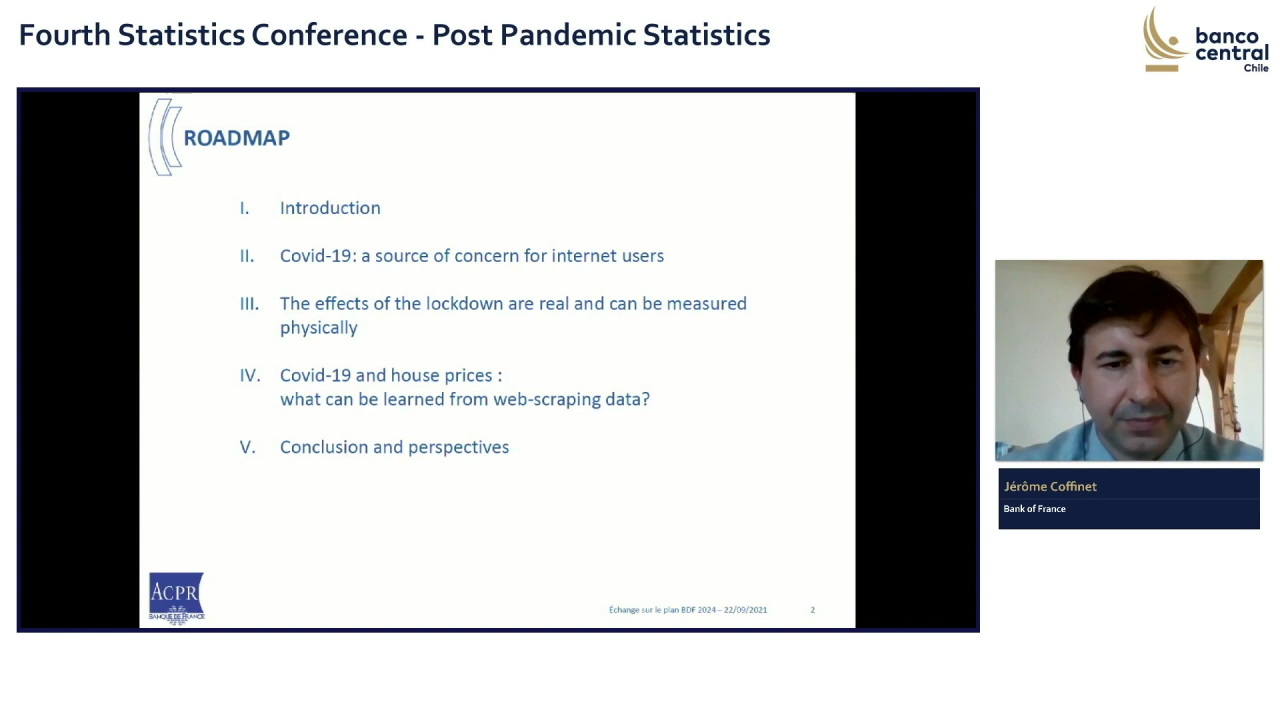 Fourth Statistics Conference - Post Pandemic Statistics
banco
central
Chile
ROADMAP
I. Introduction
II. Covid-19: a source of concern for internet users
III. The effects of the lockdown are real and can be measured
physically
IV. Covid-19 and house prices :
what can be learned from web-scraping data?
V. Conclusion and perspectives
Jérôme Coffinet
Bank of France
ACPR
BANQUE DE FRANCE
Échange sur le plan BDF 2024 – 22/09/2021 2